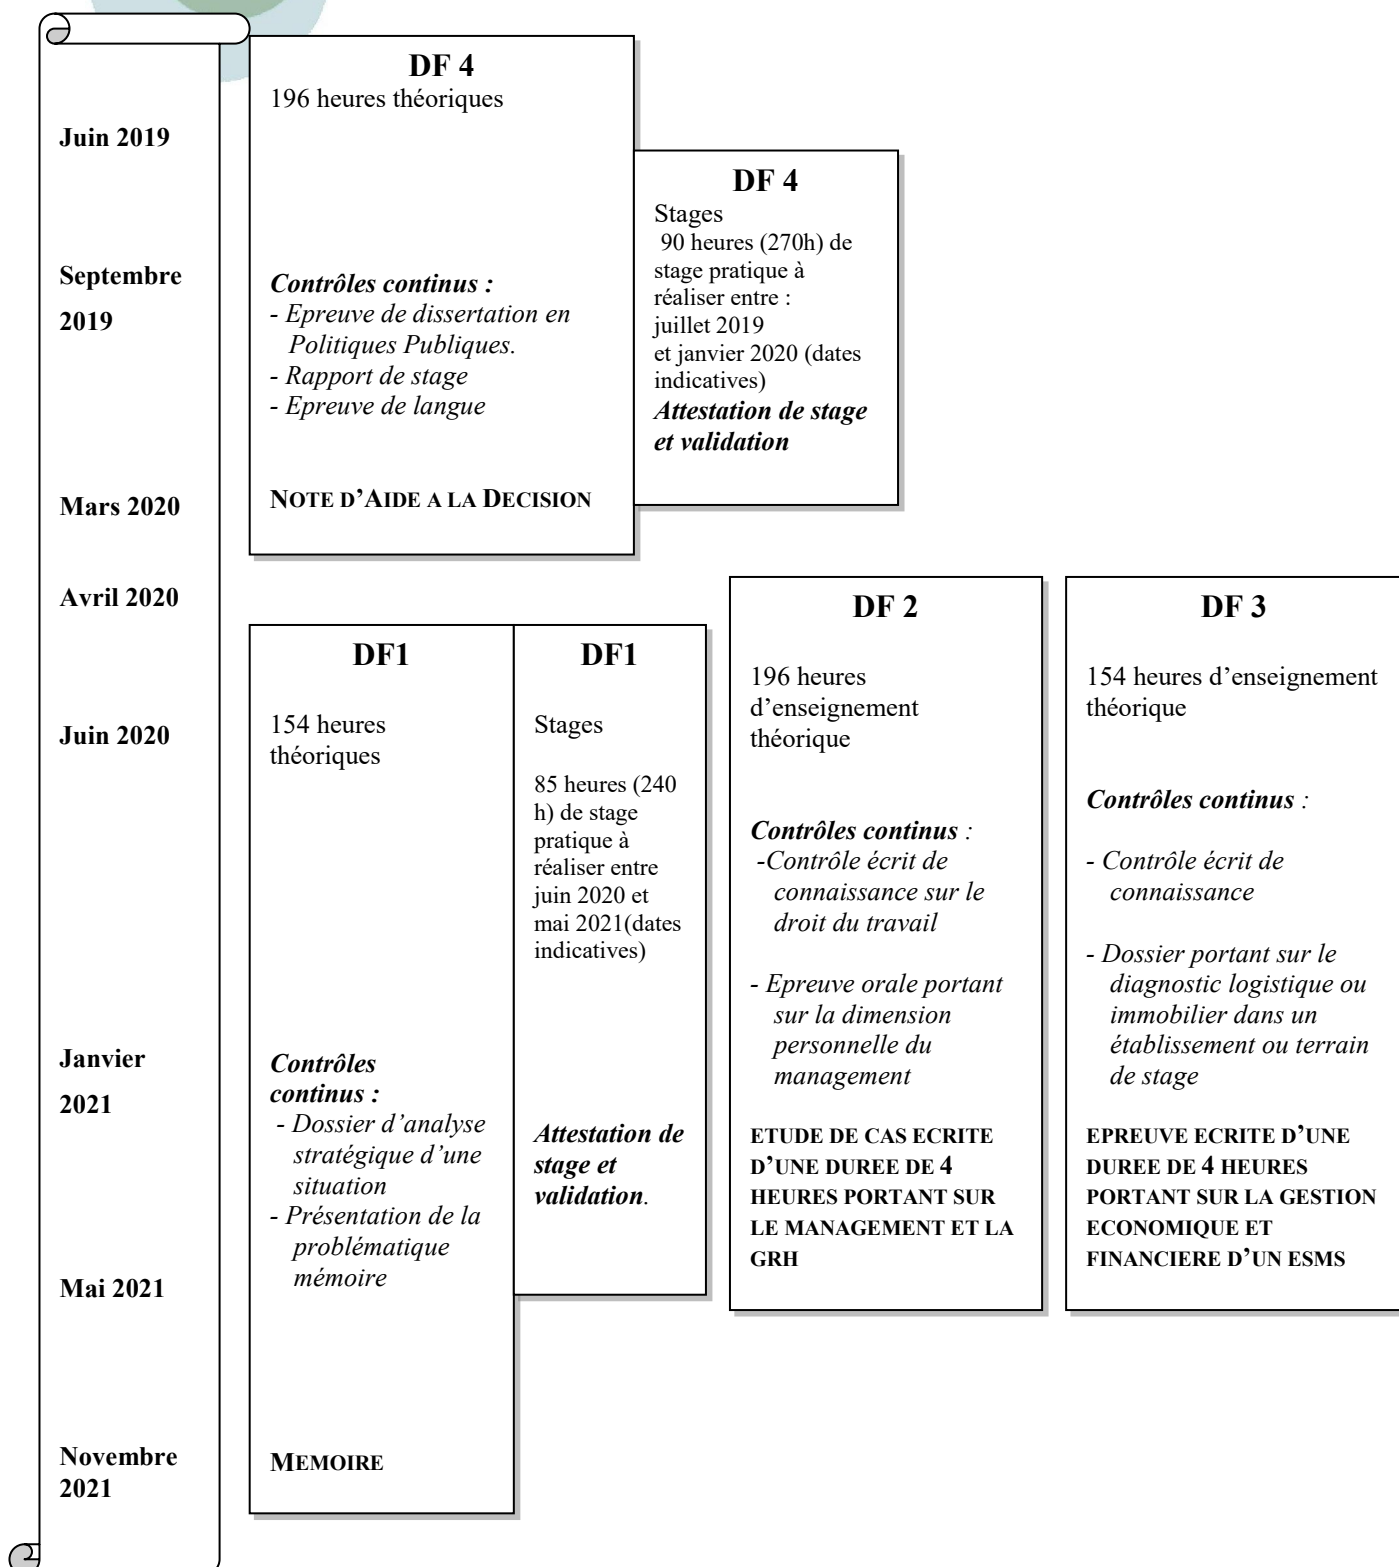 Juin 2019
Septembre
2019
Mars 2020
Avril 2020
Juin 2020
Janvier
2021
Mai 2021
Novembre
2021
DF 4
196 heures théoriques
Contrôles continus :
- Epreuve de dissertation en
Politiques Publiques.
- Rapport de stage
- Epreuve de langue
NOTE D’AIDE A LA DECISION
DF 4
Stages
90 heures (270h) de
stage pratique à
réaliser entre :
juillet 2019
et janvier 2020 (dates
indicatives)
Attestation de stage
et validation
DF1
154 heures
théoriques
Contrôles
continus :
- Dossier d’analyse
stratégique d’une
situation
- Présentation de la
problématique
mémoire
MEMOIRE
DF1
Stages
85 heures (240
h) de stage
pratique à
réaliser entre
juin 2020 et
mai 2021(dates
indicatives)
Attestation de
stage et
validation.
DF 2
196 heures
d’enseignement
théorique
Contrôles continus :
-Contrôle écrit de
connaissance sur le
droit du travail
- Epreuve orale portant
sur la dimension
personnelle du
management
ETUDE DE CAS ECRITE
D’UNE DUREE DE 4
HEURES PORTANT SUR
LE MANAGEMENT ET LA
GRH
DF 3
154 heures d’enseignement
théorique
Contrôles continus :
- Contrôle écrit de
connaissance
- Dossier portant sur le
diagnostic logistique ou
immobilier dans un
établissement ou terrain
de stage
EPREUVE ECRITE D’UNE
DUREE DE 4 HEURES
PORTANT SUR LA GESTION
ECONOMIQUE ET
FINANCIERE D’UN ESMS